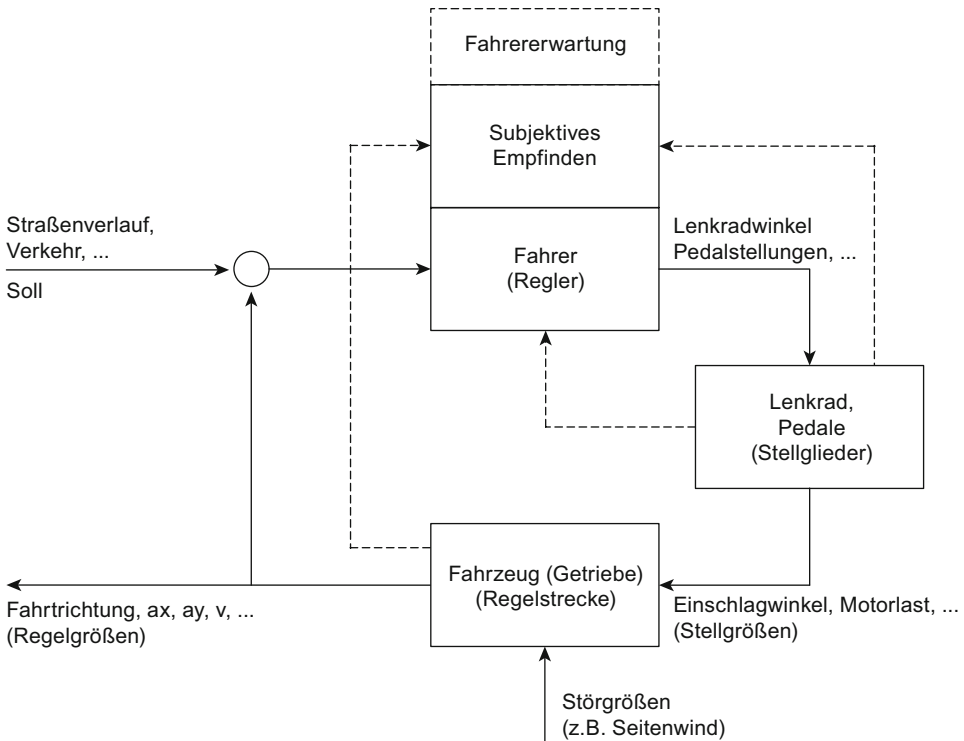 Fahrererwartung
Subjektives
Empfinden
Straßenverlauf,
Verkehr, ...
Soll
Fahrer
(Regler)
Lenkradwinkel
Pedalstellungen, ...
Lenkrad,
Pedale
(Stellglieder)
Fahrzeug (Getriebe)
(Regelstrecke)
Fahrtrichtung, ax, ay, v, ...
(Regelgrößen)
Einschlagwinkel, Motorlast, ...
(Stellgrößen)
Störgrößen
(z.B. Seitenwind)